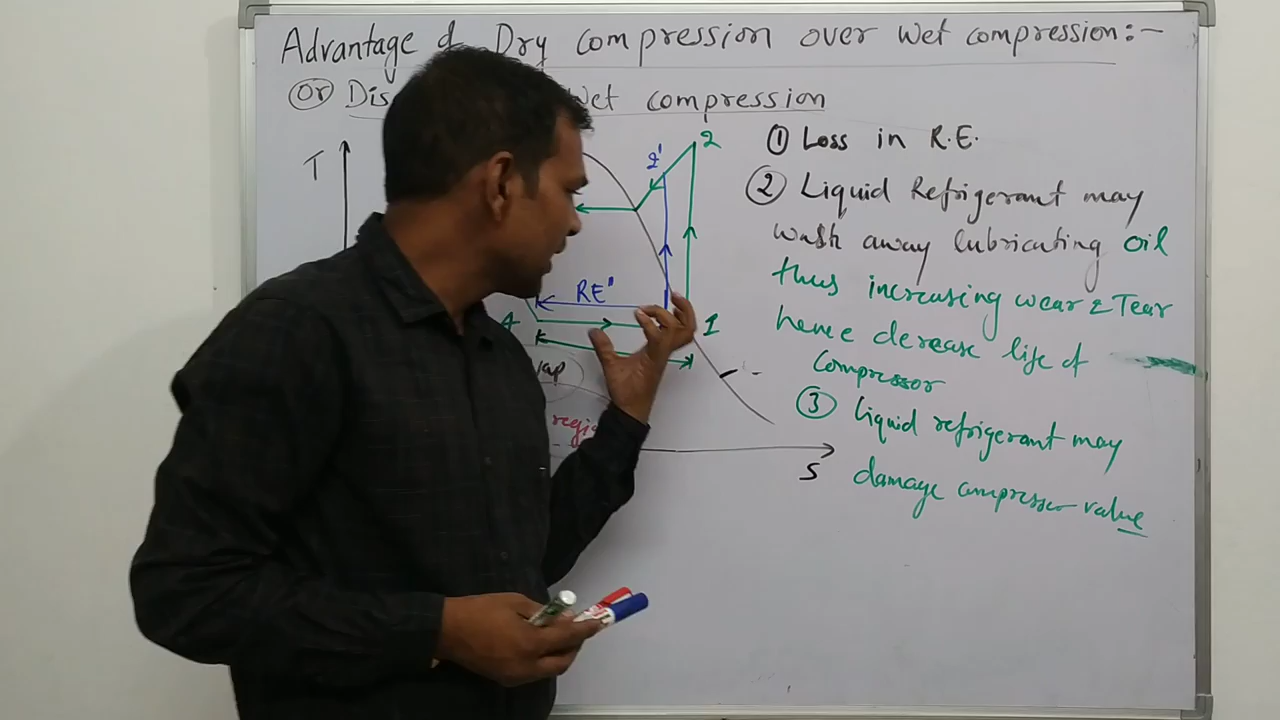 Advantage of Dry compression over wet compression:-
(Or) Dis wet compression
T
2
2'
RE'
4
1
S
① Loss in R.E.
② Liquid Refrigerant may
wash away lubricating oil
thus increasing wear & Tear
hence decrease life of
compressor
③ liquid refrigerant may
damage compressor value